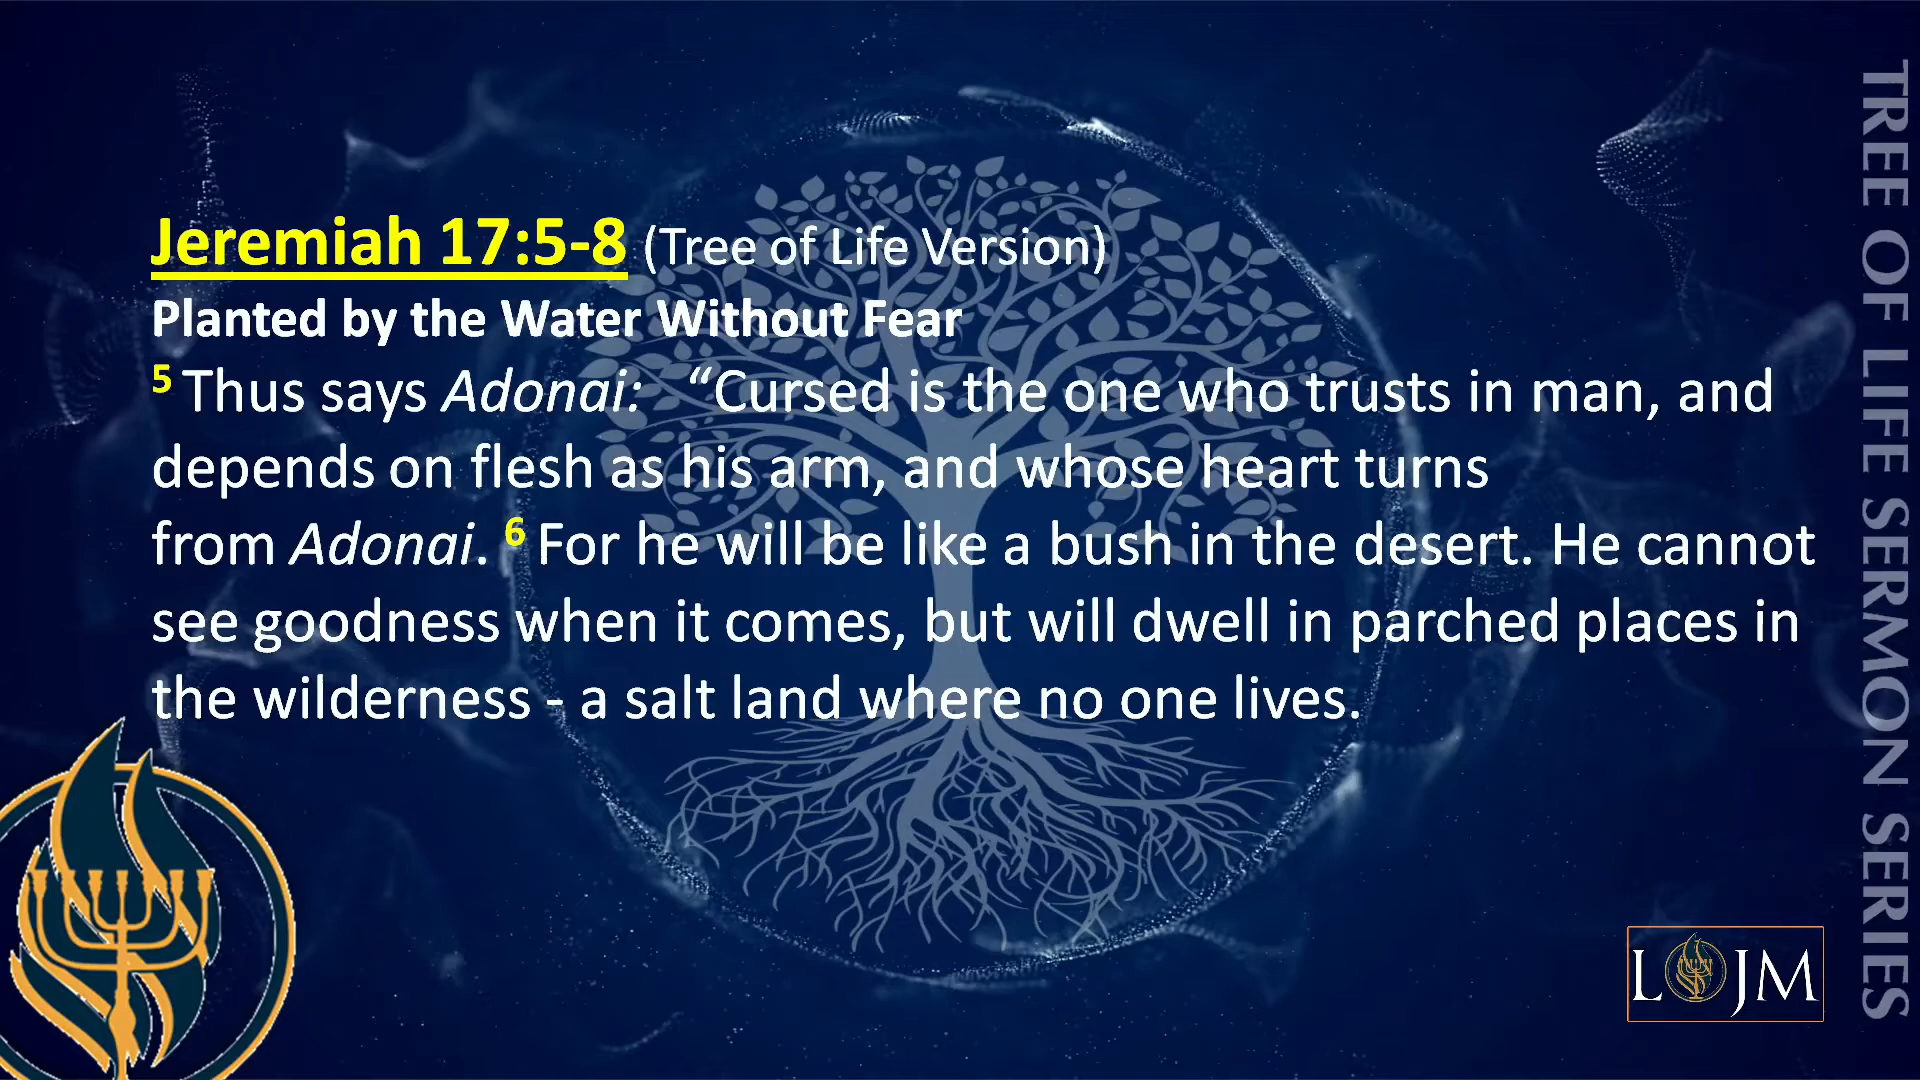 Jeremiah 17:5-8 (Tree of Life Version)
Planted by the Water Without Fear
5 Thus says Adonai: “Cursed is the one who trusts in man, and
depends on flesh as his arm, and whose heart turns
from Adonai. 6 For he will be like a bush in the desert. He cannot
see goodness when it comes, but will dwell in parched places in
the wilderness - a salt land where no one lives.
TREE OF LIFE SERMON SERIES
LOJM